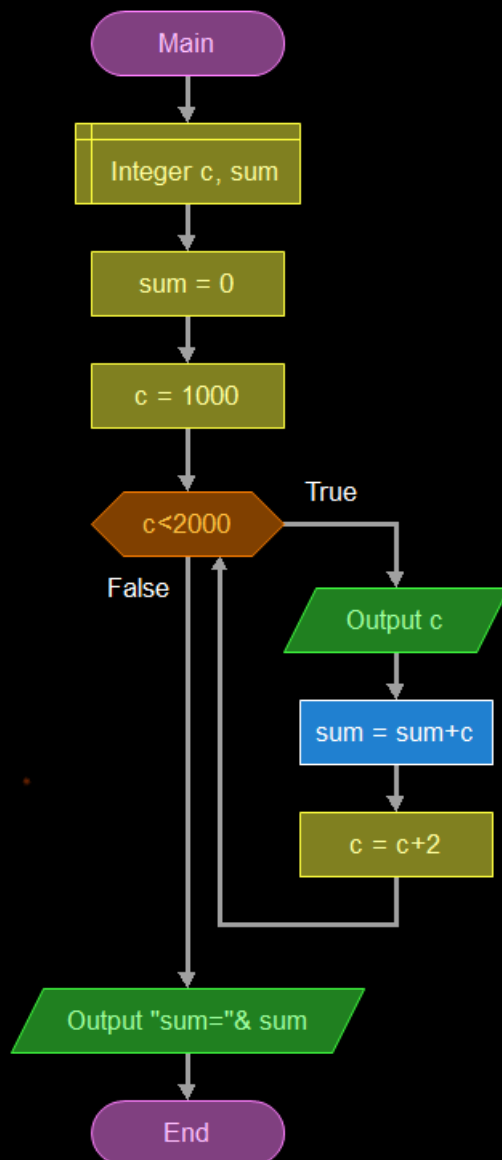 Main
Integer c, sum
sum = 0
c = 1000
c<2000
True
False
Output c
sum = sum+c
c = c+2
Output "sum="& sum
End